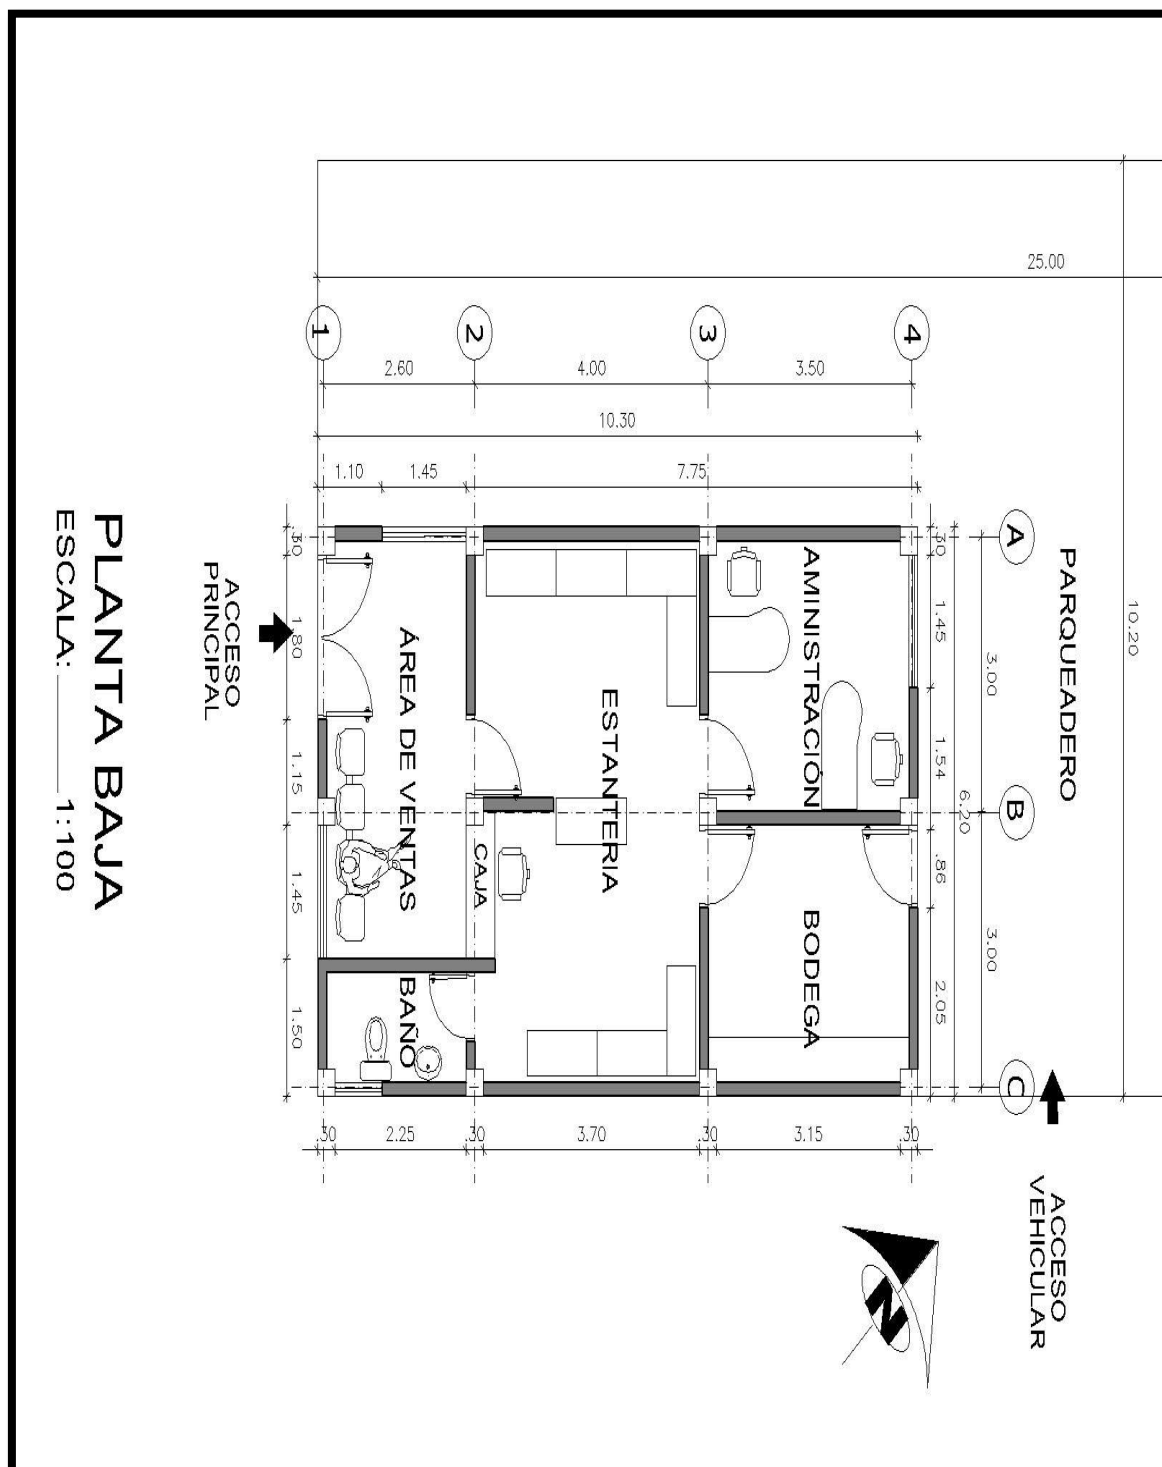 PLANTA BAJA
ESCALA: ______ 1:100
ACCESO
PRINCIPAL
ACCESO
VEHICULAR
PARQUEADERO
10.20
25.00
1
2
3
4
2.60
4.00
3.50
10.30
1.10
1.45
7.75
A
B
C
.30
1.80
1.15
1.45
1.50
.30
1.45
1.54
.86
2.05
6.20
3.00
3.00
ÁREA DE VENTAS
ESTANTERIA
AMINISTRACIÓN
CAJA
BAÑO
BODEGA
.30
2.25
.30
3.70
.30
3.15
.30
N